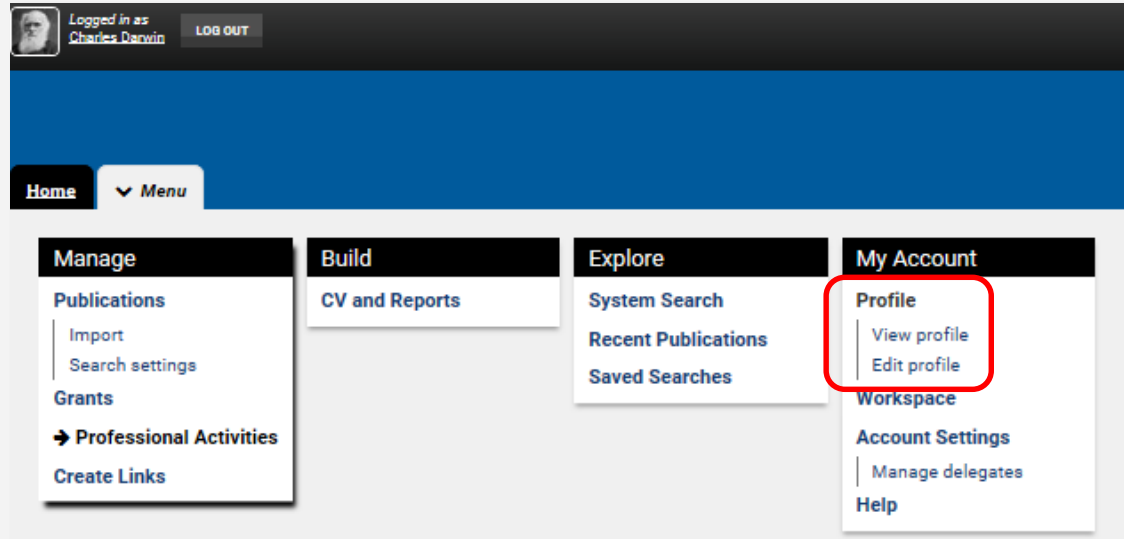 Logged in as
Charles Darwin
LOG OUT
Home
Menu
Manage
Publications
Import
Search settings
Grants
Professional Activities
Create Links
Build
CV and Reports
Explore
System Search
Recent Publications
Saved Searches
My Account
Profile
View profile
Edit profile
Workspace
Account Settings
Manage delegates
Help